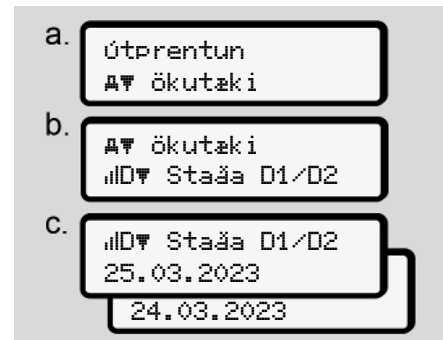 a.
útprentun
ökutæki
b.
ökutæki
D▼ Staða D1/D2
c.
D▼ Staða D1/D2
25.03.2023
24.03.2023